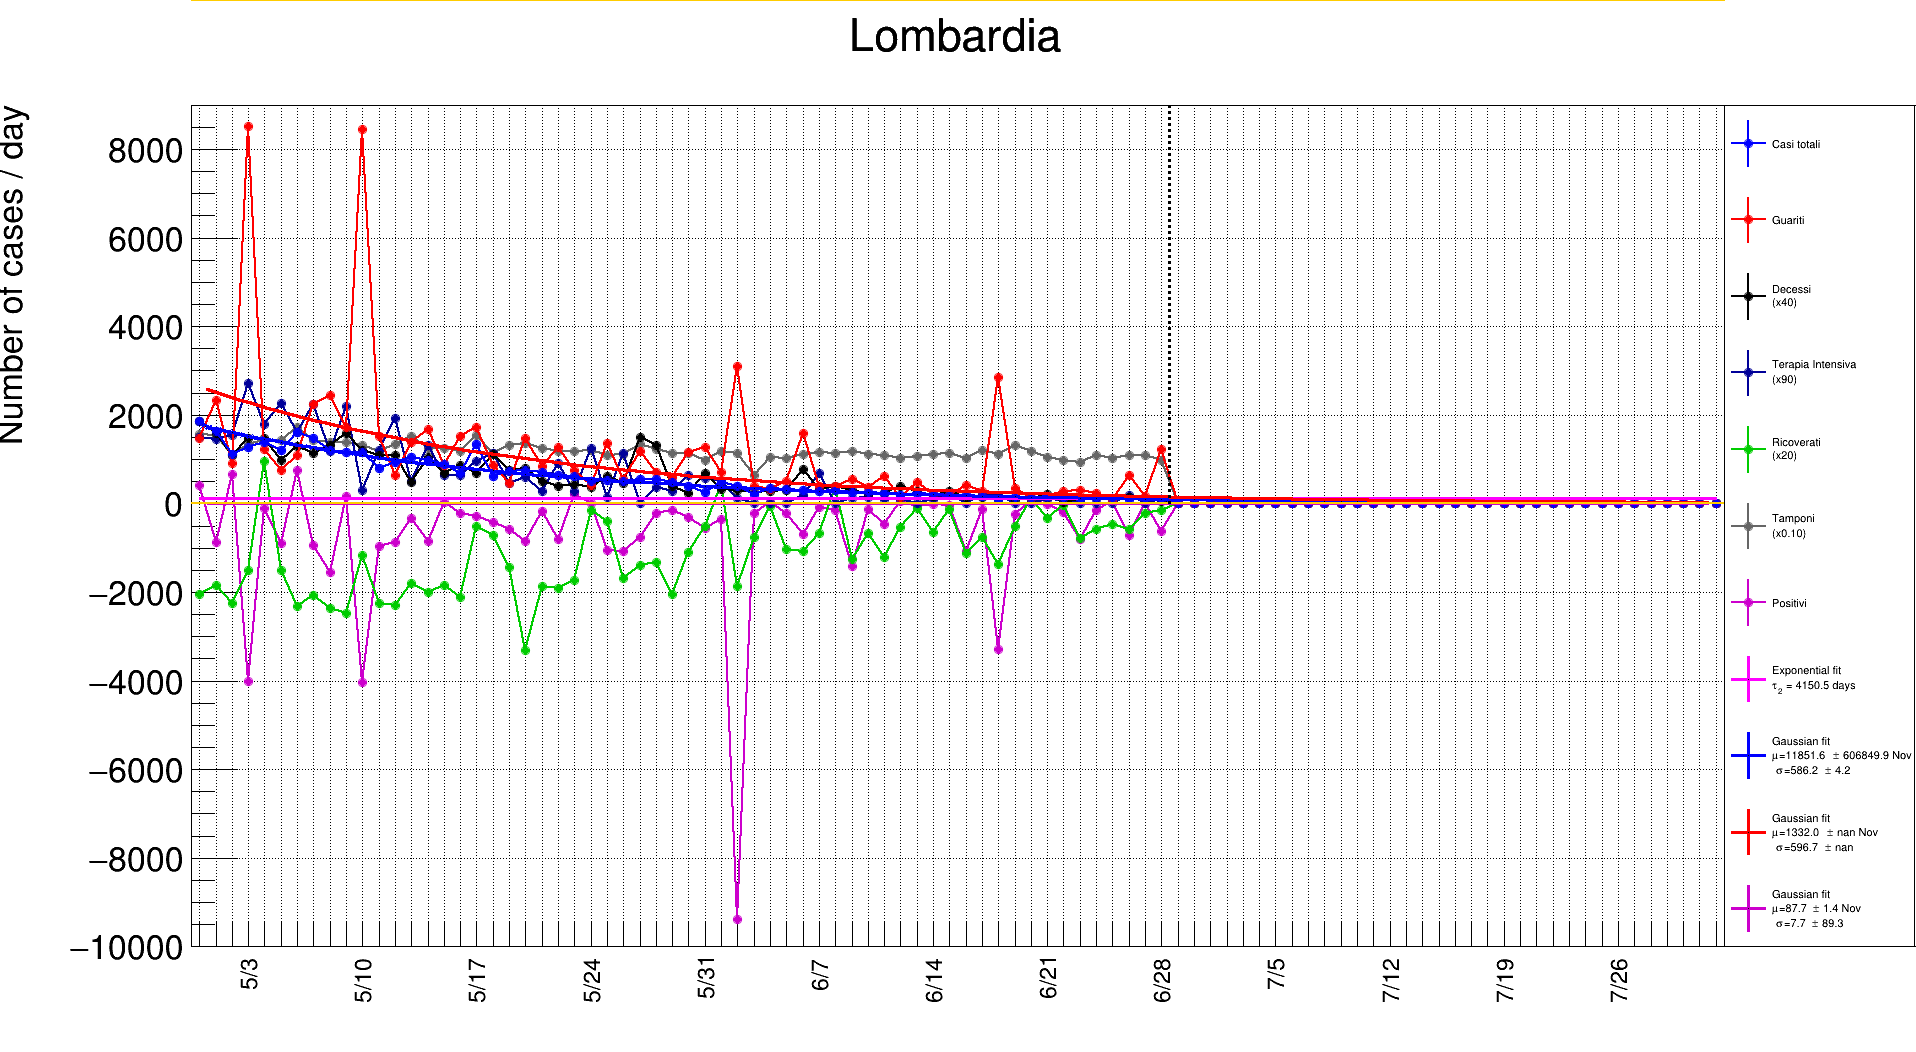 Lombardia
Number of cases / day
8000
6000
4000
2000
0
−2000
−4000
−6000
−8000
−10000
5/3
5/10
5/17
5/24
5/31
6/7
6/14
6/21
6/28
7/5
7/12
7/19
7/26
Casi totali
Guariti
Decessi
(x40)
Terapia Intensiva
(x90)
Ricoverati
(x20)
Tamponi
(x0.10)
Positivi
Exponential fit
τ2 = 4150.5 days
Gaussian fit
μ=11851.6 ± 606849.9 Nov
σ=586.2 ± 4.2
Gaussian fit
μ=1332.0 ± nan Nov
σ=596.7 ± nan
Gaussian fit
μ=87.7 ± 1.4 Nov
σ=7.7 ± 89.3